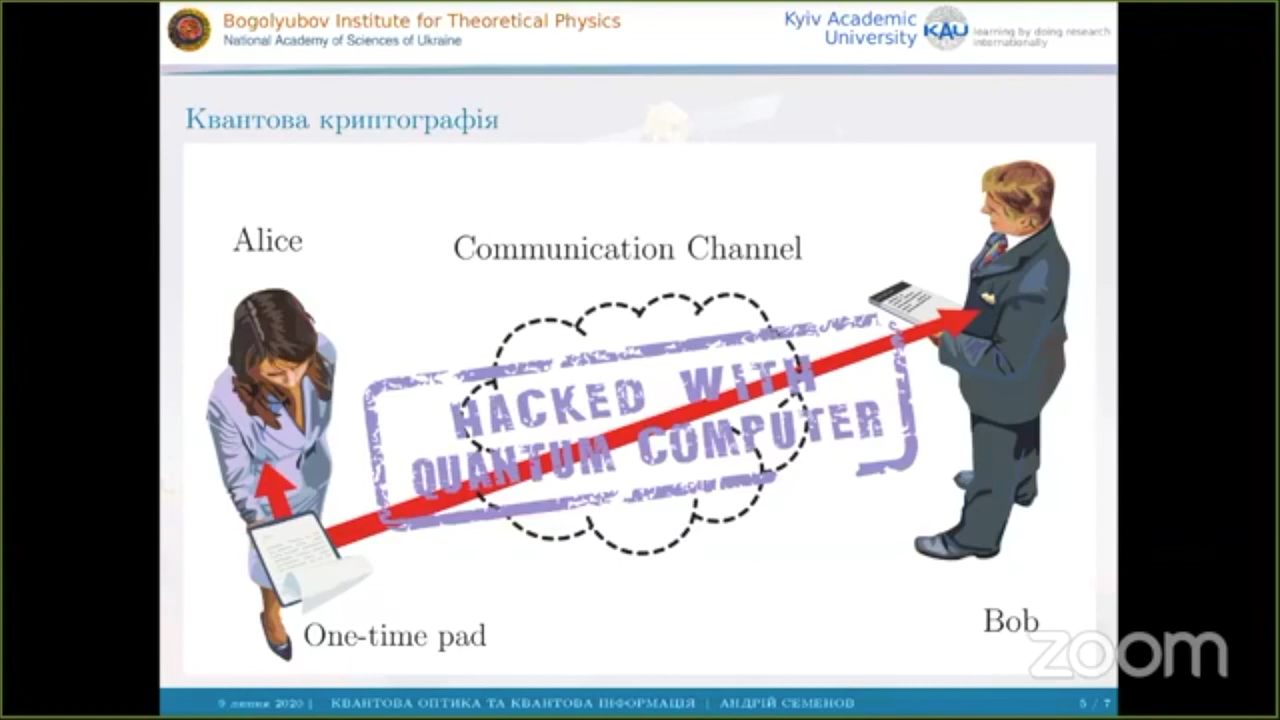 Bogolyubov Institute for Theoretical Physics
National Academy of Sciences of Ukraine
Kyiv Academic
University
KAU
learning by doing research
internationally
Квантова криптографія
Alice
Communication Channel
HACKED WITH
QUANTUM COMPUTER
One-time pad
Bob
zoom
9 липня 2020 | КВАНТОВА ОПТИКА ТА КВАНТОВА ІНФОРМАЦІЯ | АНДРІЙ СЕМЕНОВ
5 / 7